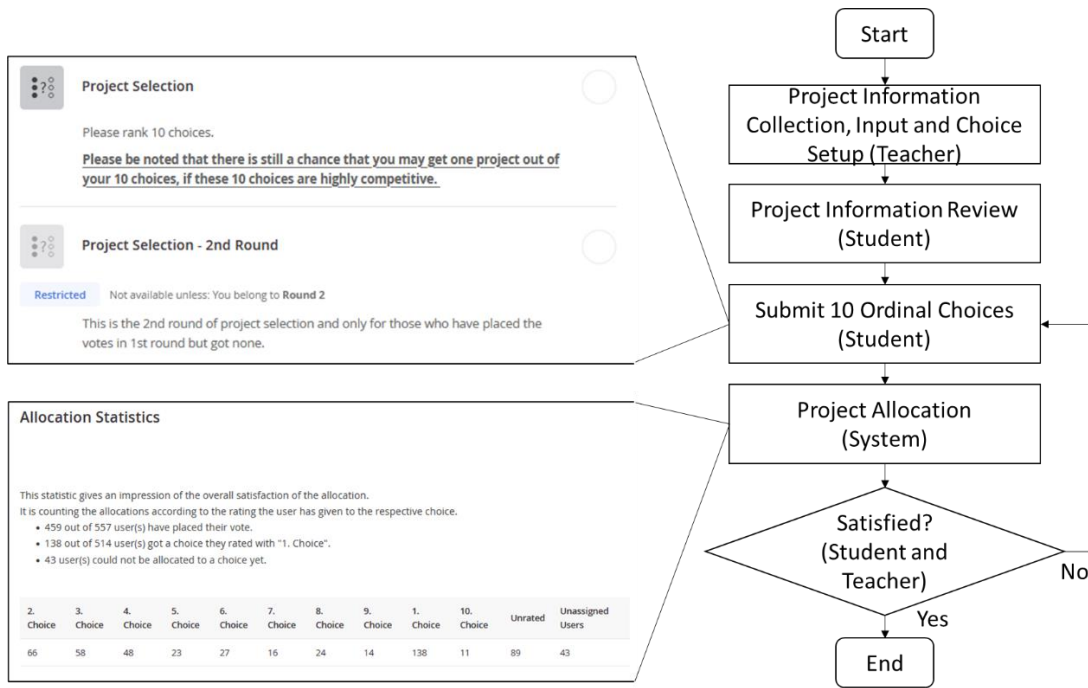 Project Selection
Please rank 10 choices.
Please be noted that there is still a chance that you may get one project out of
your 10 choices, if these 10 choices are highly competitive.
Project Selection - 2nd Round
Restricted Not available unless: You belong to Round 2
This is the 2nd round of project selection and only for those who have placed the
votes in 1st round but got none.
Allocation Statistics
This statistic gives an impression of the overall satisfaction of the allocation.
It is counting the allocations according to the rating the user has given to the respective choice.
• 459 out of 557 user(s) have placed their vote.
• 138 out of 514 user(s) got a choice they rated with "1. Choice".
• 43 user(s) could not be allocated to a choice yet.
2. Choice 3. Choice 4. Choice 5. Choice 6. Choice 7. Choice 8. Choice 9. Choice 1. Choice 10. Choice Unrated Unassigned Users
66 58 48 23 27 16 24 14 138 11 89 43
Start
Project Information
Collection, Input and Choice
Setup (Teacher)
Project Information Review
(Student)
Submit 10 Ordinal Choices
(Student)
Project Allocation
(System)
Satisfied?
(Student and
Teacher)
No
Yes
End